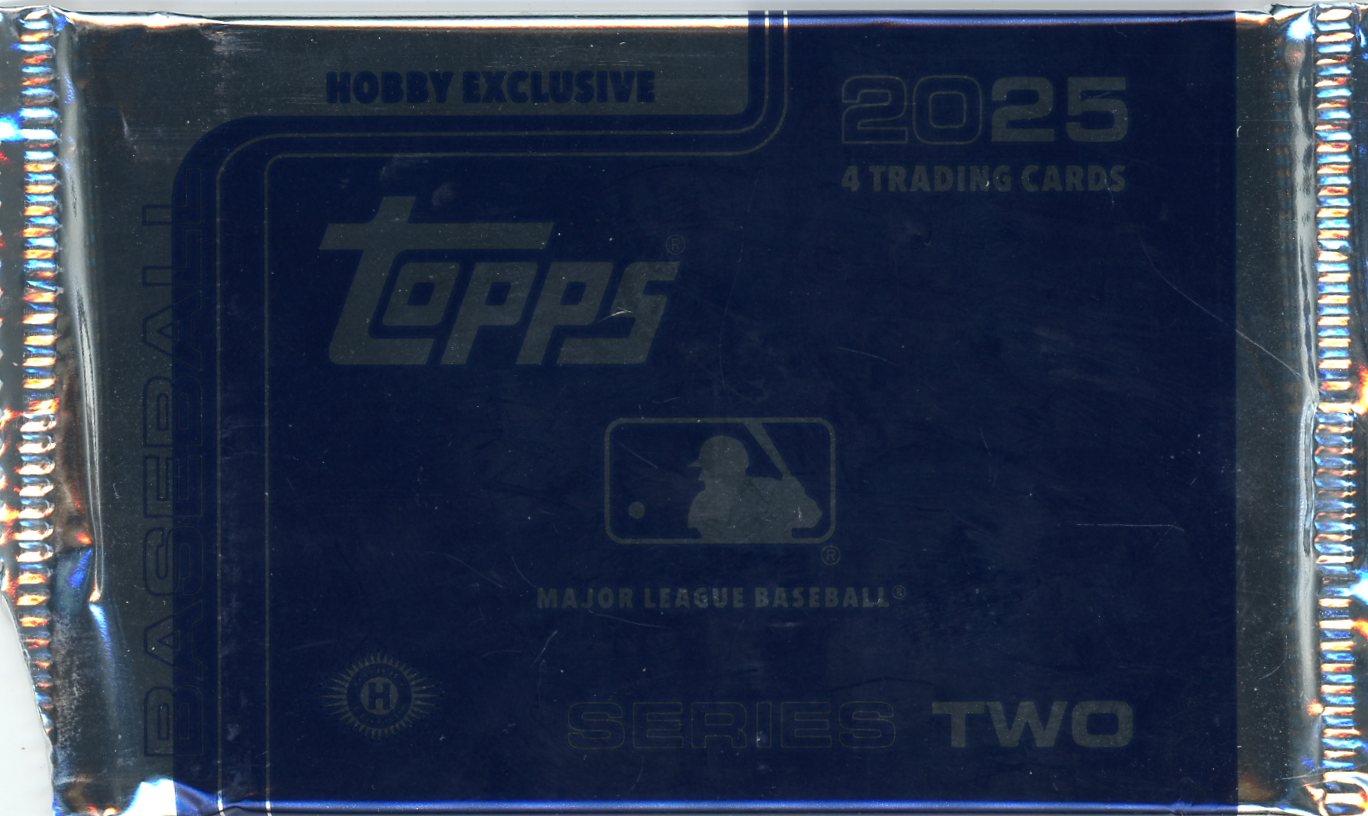 HOBBY EXCLUSIVE
2025
4 TRADING CARDS
BASEBALL
topps®
®
MAJOR LEAGUE BASEBALL®
H
SERIES TWO